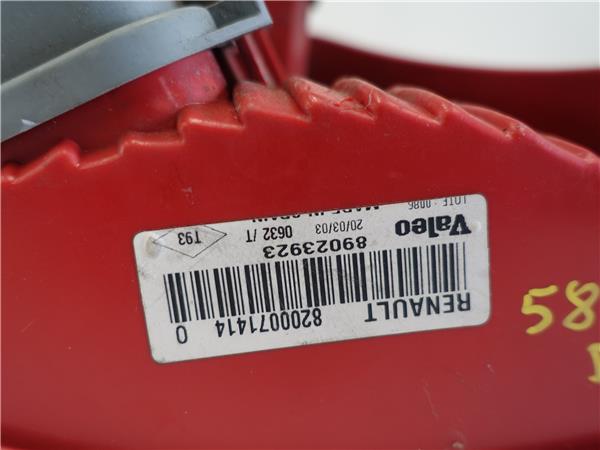 LOTE : 0086
MADE IN SPAIN
Valeo
20/03/03 0632 /T
T93
89023923
RENAULT
8200071414 0
58